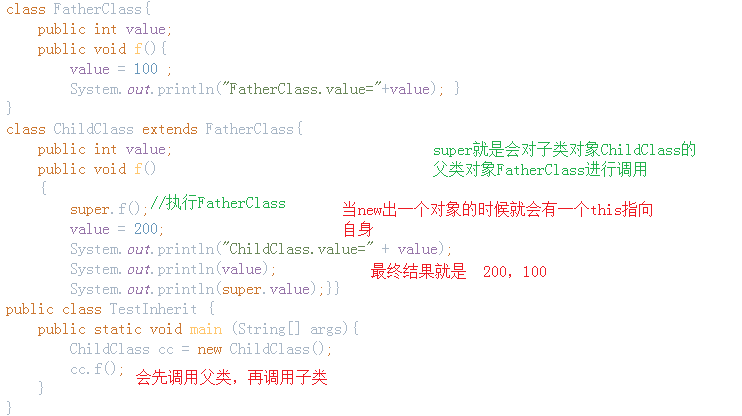 class FatherClass{
    public int value;
    public void f(){
        value = 100 ;
        System.out.println("FatherClass.value="+value); }
}
class ChildClass extends FatherClass{
    public int value;
super就是会对子类对象ChildClass的
    public void f()
父类对象FatherClass进行调用
    {
        super.f(); //执行FatherClass
当new出一个对象的时候就会有一个this指向
自身
        value = 200;
        System.out.println("ChildClass.value=" + value);
        System.out.println(value);
最终结果就是 200，100
        System.out.println(super.value);}}
public class TestInherit {
    public static void main (String[] args){
        ChildClass cc = new ChildClass();
        cc.f(); 会先调用父类，再调用子类
    }
}